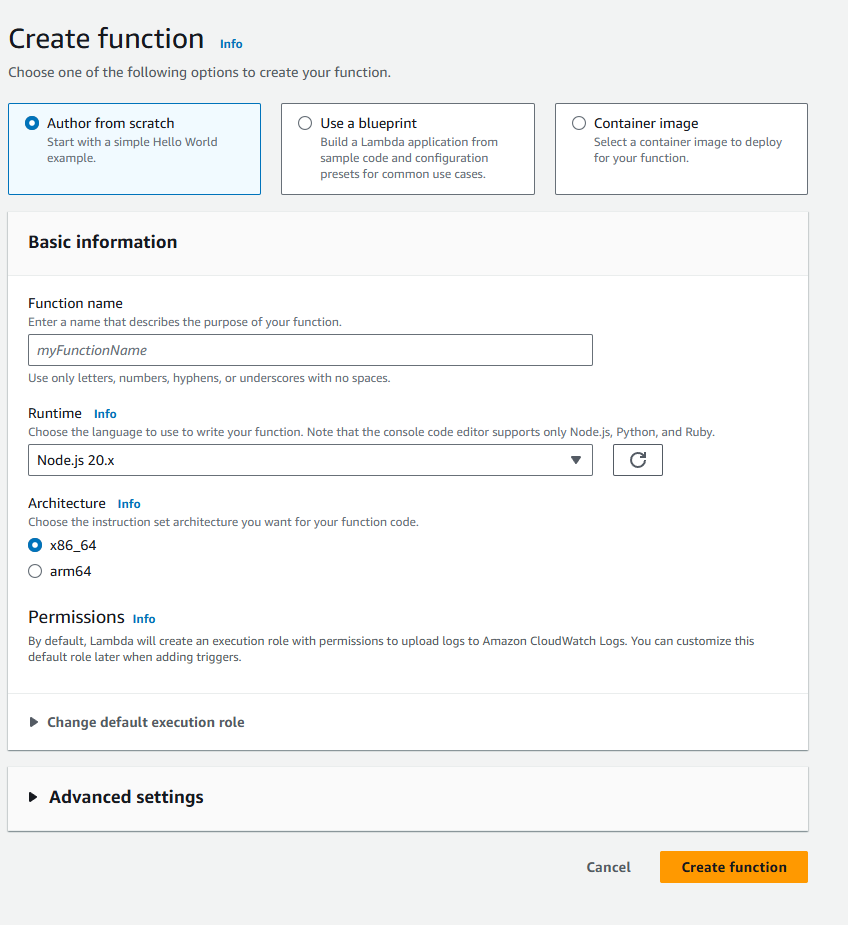 Create function Info
Choose one of the following options to create your function.
Author from scratch
Start with a simple Hello World
example.
Use a blueprint
Build a Lambda application from
sample code and configuration
presets for common use cases.
Container image
Select a container image to deploy
for your function.
Basic information
Function name
Enter a name that describes the purpose of your function.
myFunctionName
Use only letters, numbers, hyphens, or underscores with no spaces.
Runtime Info
Choose the language to use to write your function. Note that the console code editor supports only Node.js, Python, and Ruby.
Node.js 20.x
Architecture Info
Choose the instruction set architecture you want for your function code.
x86_64
arm64
Permissions Info
By default, Lambda will create an execution role with permissions to upload logs to Amazon CloudWatch Logs. You can customize this
default role later when adding triggers.
Change default execution role
Advanced settings
Cancel
Create function